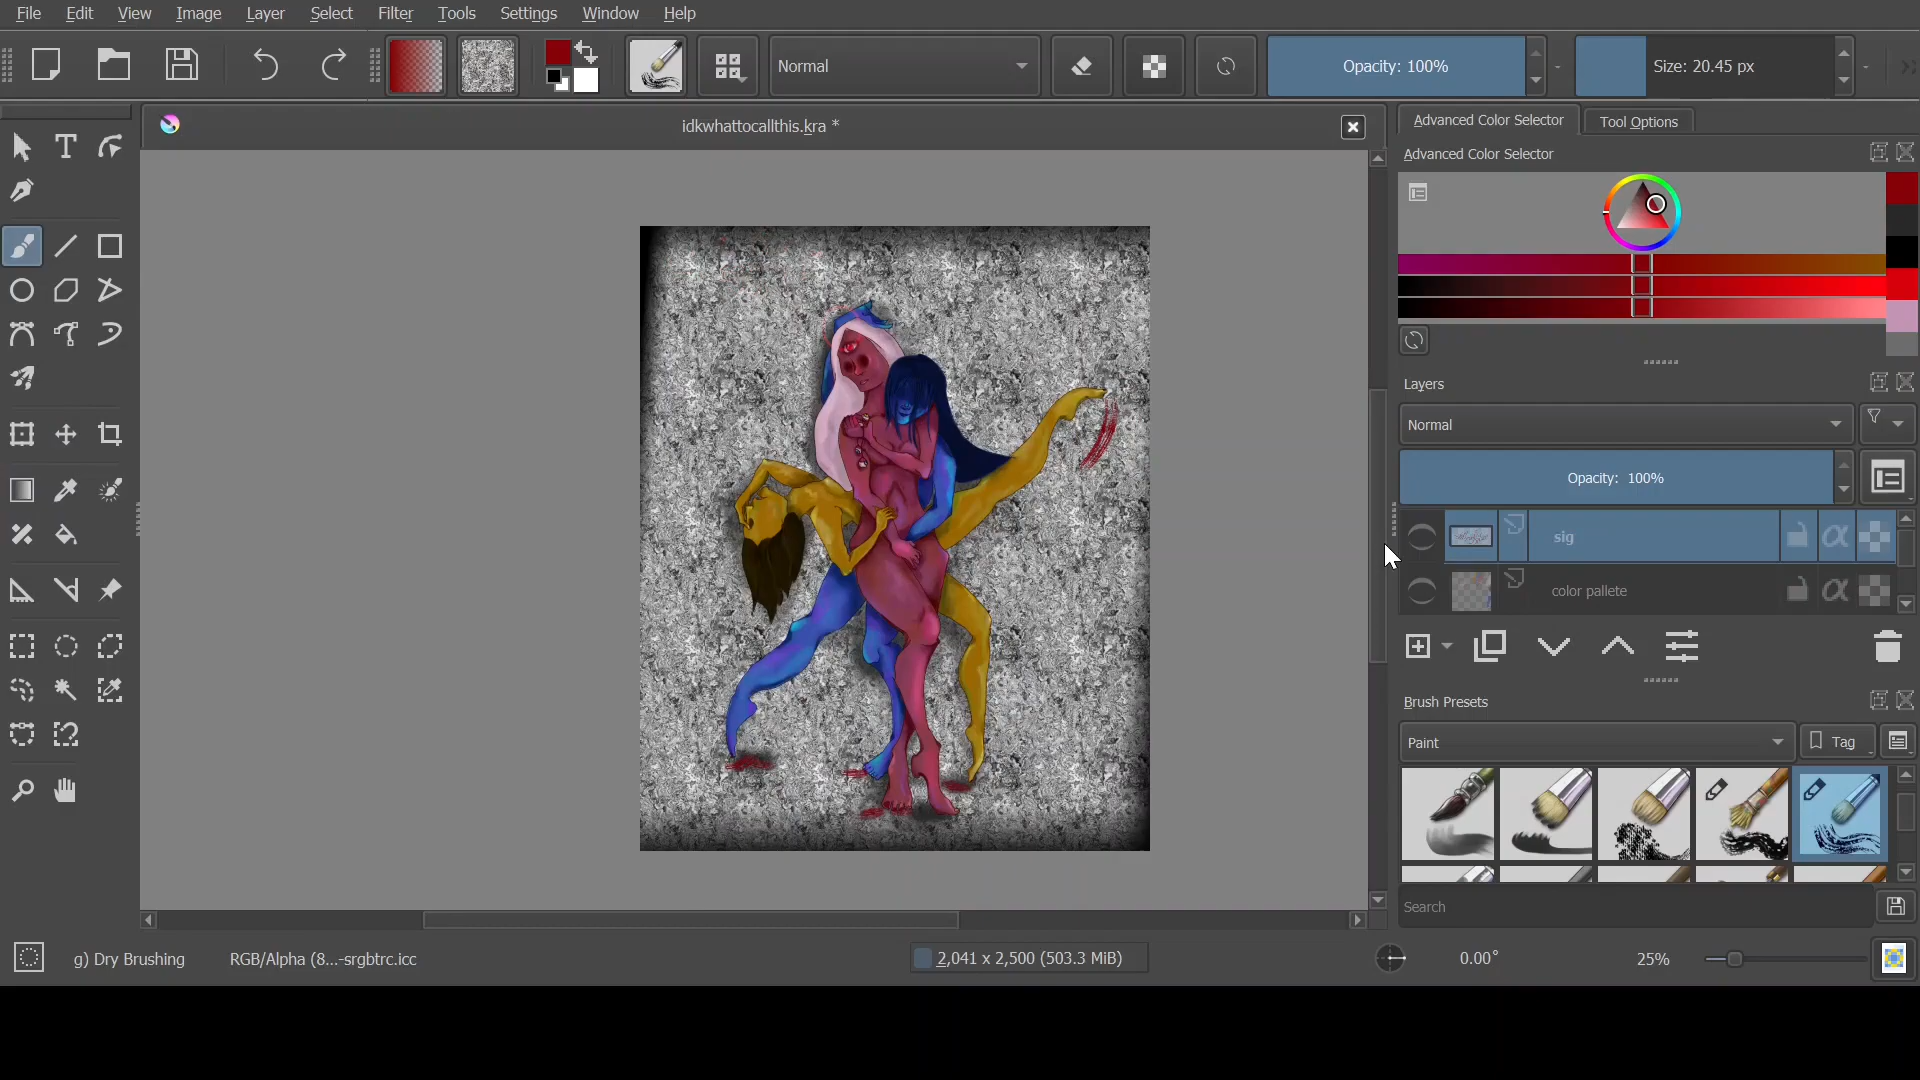 File Edit View Image Layer Select Filter Tools Settings Window Help
Normal Opacity: 100% Size: 20.45 px
idkwhattocallthis.kra *
Advanced Color Selector Tool Options
Advanced Color Selector
Layers
Normal
Opacity: 100%
sig
color pallete
Brush Presets
Paint Tag
Search
g) Dry Brushing RGB/Alpha (8...-srgbtrc.icc 2,041 x 2,500 (503.3 MiB) 0.00° 25%